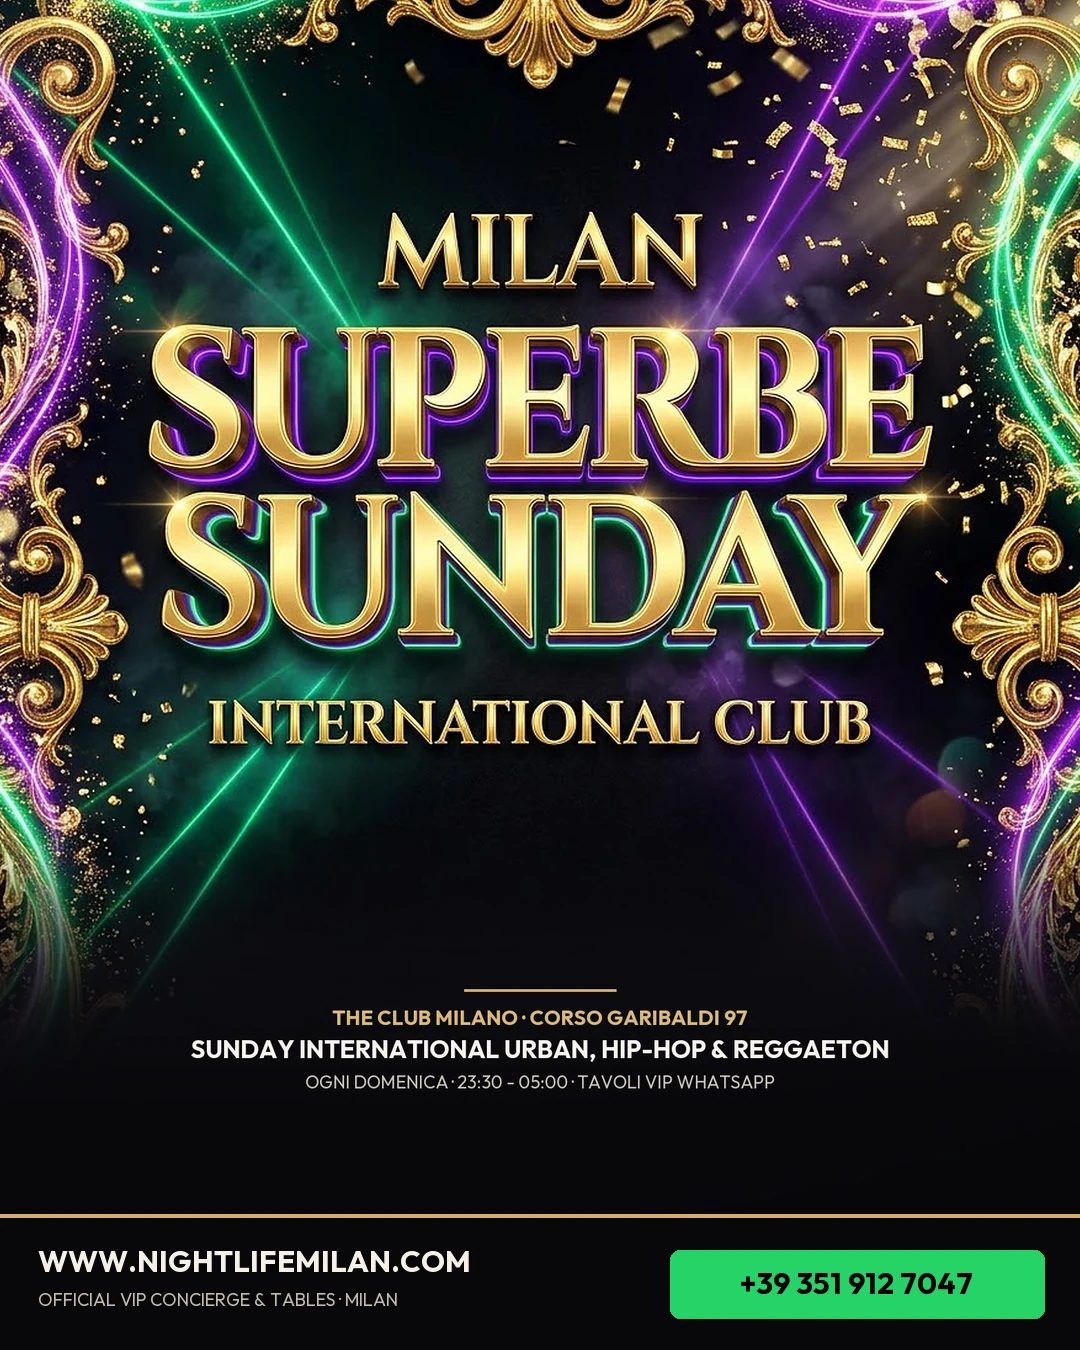 MILAN
SUPERBE
SUNDAY
INTERNATIONAL CLUB
THE CLUB MILANO · CORSO GARIBALDI 97
SUNDAY INTERNATIONAL URBAN, HIP-HOP & REGGAETON
OGNI DOMENICA · 23:30 - 05:00 · TAVOLI VIP WHATSAPP
WWW.NIGHTLIFEMILAN.COM
OFFICIAL VIP CONCIERGE & TABLES · MILAN
+39 351 912 7047